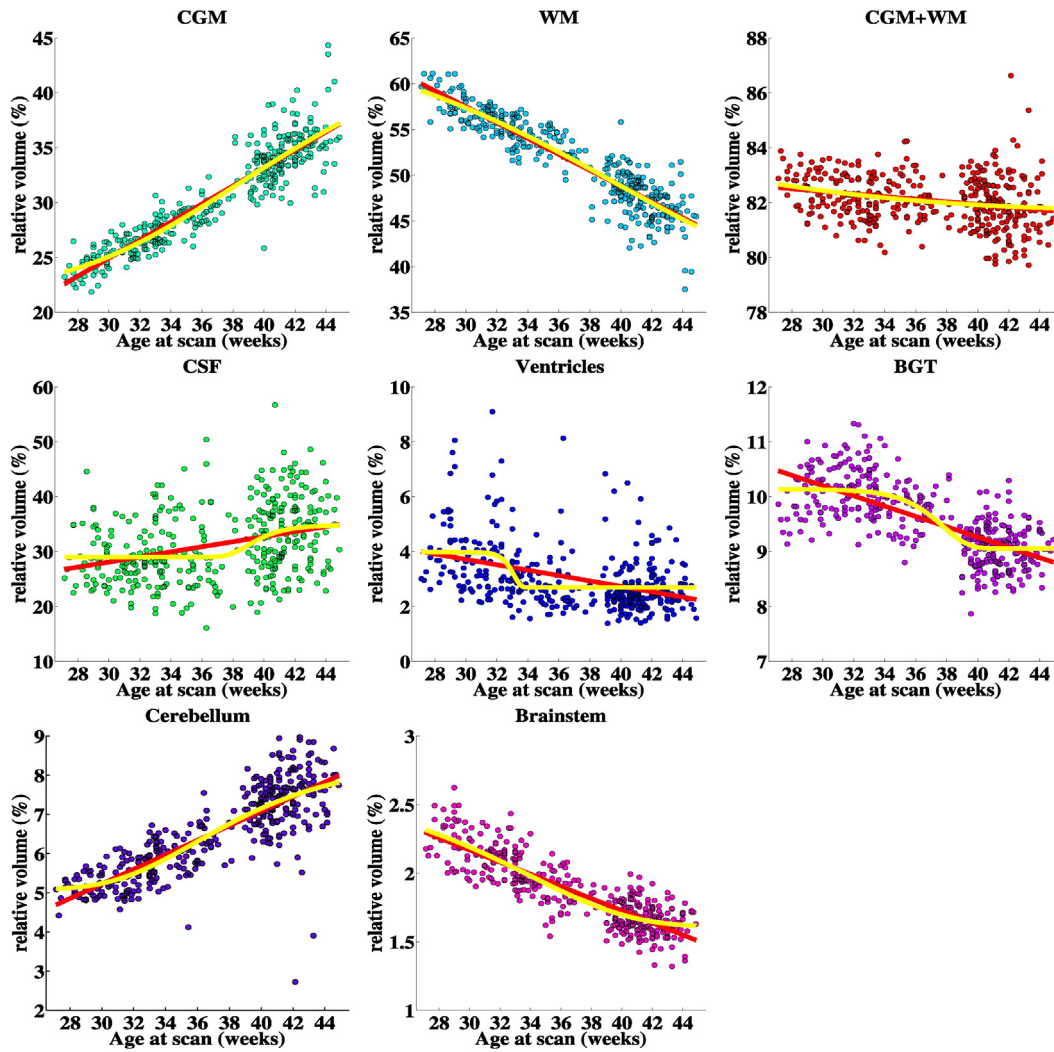 CGM
45
40
35
30
25
20
relative volume (%)
28 30 32 34 36 38 40 42 44
Age at scan (weeks)
WM
65
60
55
50
45
40
35
relative volume (%)
28 30 32 34 36 38 40 42 44
Age at scan (weeks)
CGM+WM
88
86
84
82
80
78
relative volume (%)
28 30 32 34 36 38 40 42 44
Age at scan (weeks)
CSF
60
50
40
30
20
10
relative volume (%)
28 30 32 34 36 38 40 42 44
Age at scan (weeks)
Ventricles
10
8
6
4
2
0
relative volume (%)
28 30 32 34 36 38 40 42 44
Age at scan (weeks)
BGT
12
11
10
9
8
7
relative volume (%)
28 30 32 34 36 38 40 42 44
Age at scan (weeks)
Cerebellum
9
8
7
6
5
4
3
2
relative volume (%)
28 30 32 34 36 38 40 42 44
Age at scan (weeks)
Brainstem
3
2.5
2
1.5
1
relative volume (%)
28 30 32 34 36 38 40 42 44
Age at scan (weeks)